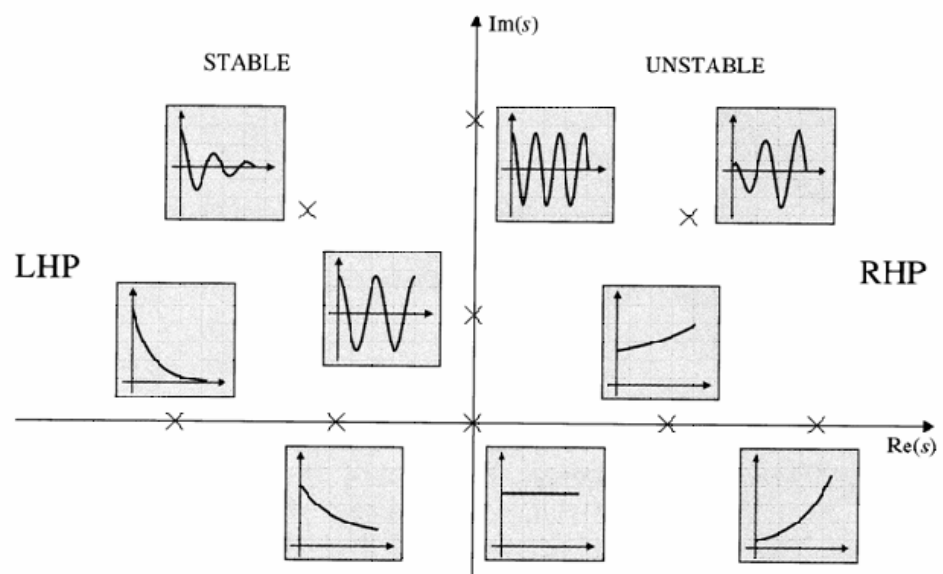 Im(s)
STABLE
UNSTABLE
LHP
RHP
Re(s)